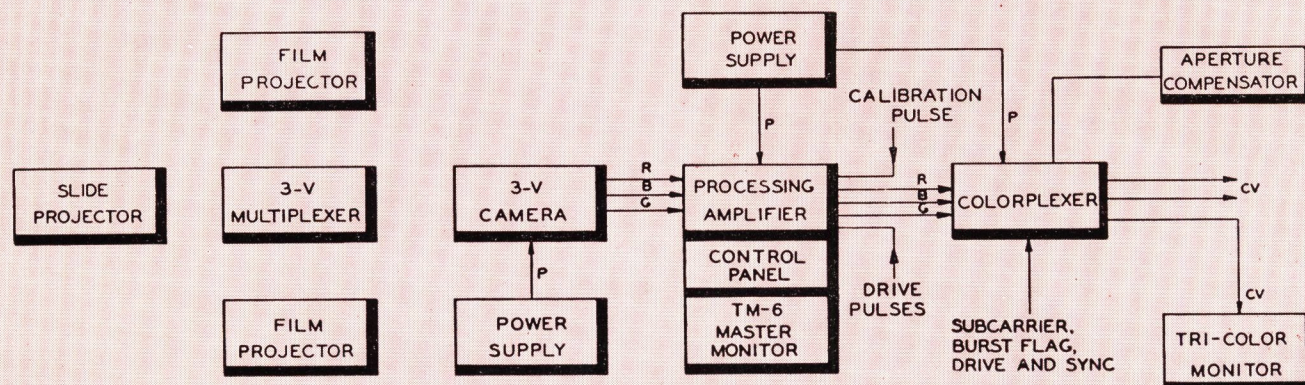 FILM
PROJECTOR
SLIDE
PROJECTOR
3-V
MULTIPLEXER
FILM
PROJECTOR
3-V
CAMERA
P
POWER
SUPPLY
R
B
G
POWER
SUPPLY
P
PROCESSING
AMPLIFIER
CONTROL
PANEL
TM-6
MASTER
MONITOR
CALIBRATION
PULSE
R
B
G
DRIVE
PULSES
P
COLORPLEXER
SUBCARRIER,
BURST FLAG,
DRIVE AND SYNC
APERTURE
COMPENSATOR
CV
CV
TRI-COLOR
MONITOR